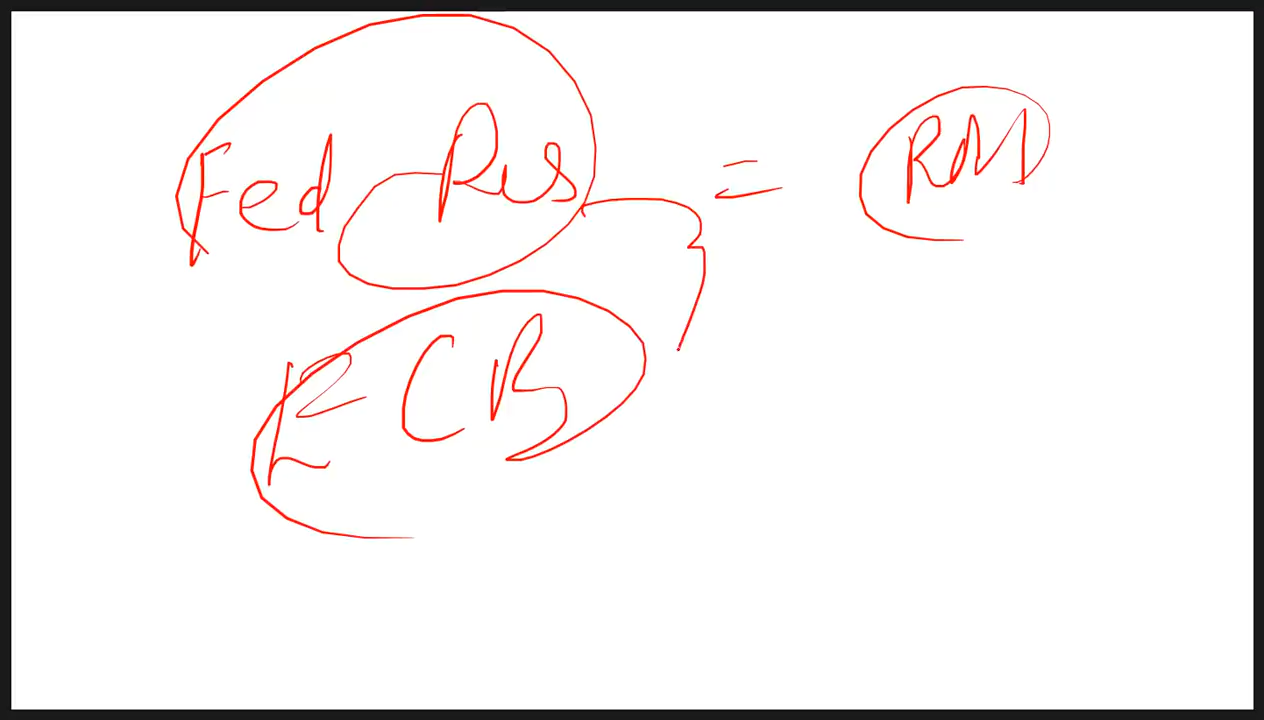 Fed Res = RM
ECB